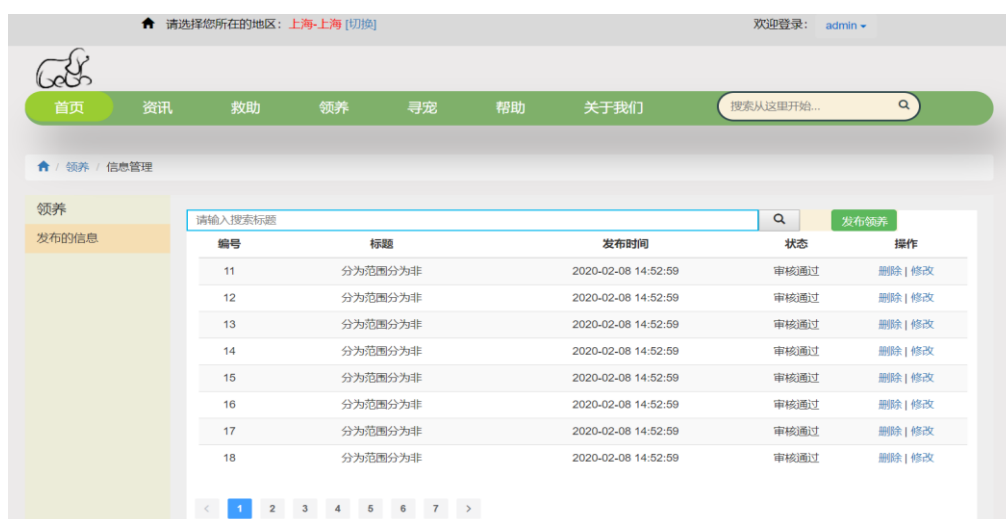 请选择您所在的地区：上海-上海 [切换] 欢迎登录： admin
首页 资讯 救助 领养 寻宠 帮助 关于我们 搜索从这里开始...
/ 领养 / 信息管理
领养
发布的信息
请输入搜索标题 发布领养
编号 标题 发布时间 状态 操作
11 分为范围分为非 2020-02-08 14:52:59 审核通过 删除 | 修改
12 分为范围分为非 2020-02-08 14:52:59 审核通过 删除 | 修改
13 分为范围分为非 2020-02-08 14:52:59 审核通过 删除 | 修改
14 分为范围分为非 2020-02-08 14:52:59 审核通过 删除 | 修改
15 分为范围分为非 2020-02-08 14:52:59 审核通过 删除 | 修改
16 分为范围分为非 2020-02-08 14:52:59 审核通过 删除 | 修改
17 分为范围分为非 2020-02-08 14:52:59 审核通过 删除 | 修改
18 分为范围分为非 2020-02-08 14:52:59 审核通过 删除 | 修改
< 1 2 3 4 5 6 7 >